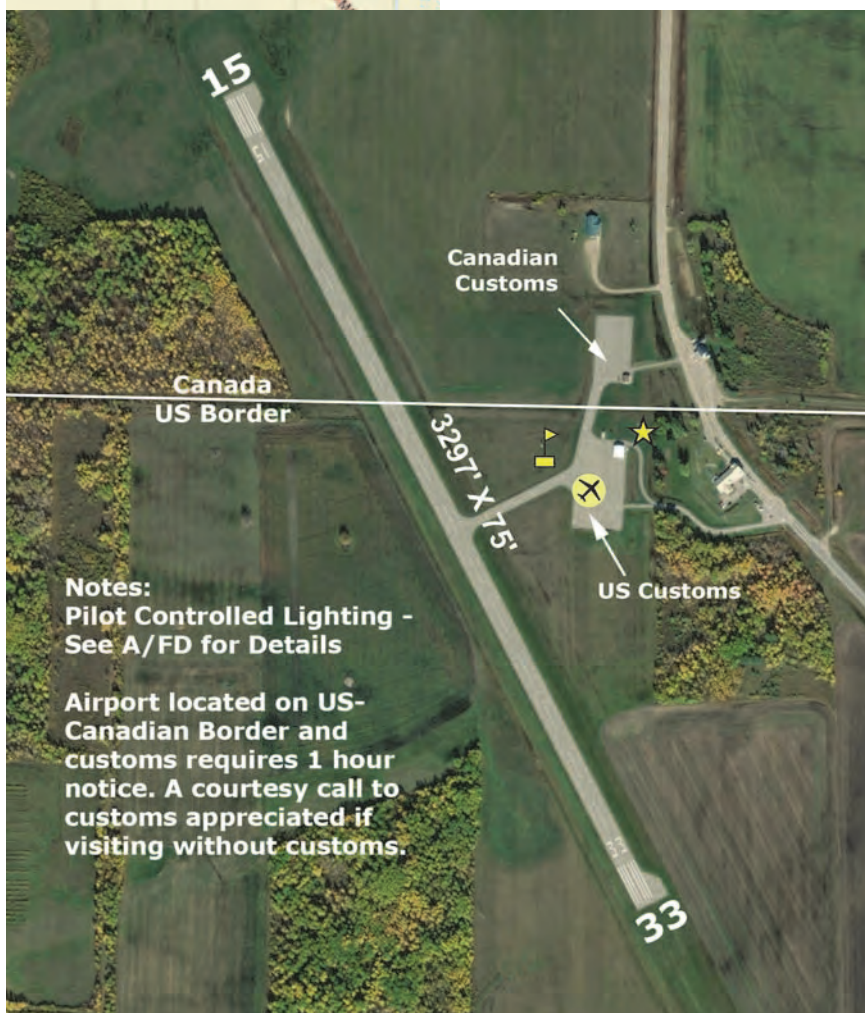 15
Canadian
Customs
Canada
US Border
3297' X 75'
US Customs
Notes:
Pilot Controlled Lighting -
See A/FD for Details
Airport located on US-
Canadian Border and
customs requires 1 hour
notice. A courtesy call to
customs appreciated if
visiting without customs.
33
33
15